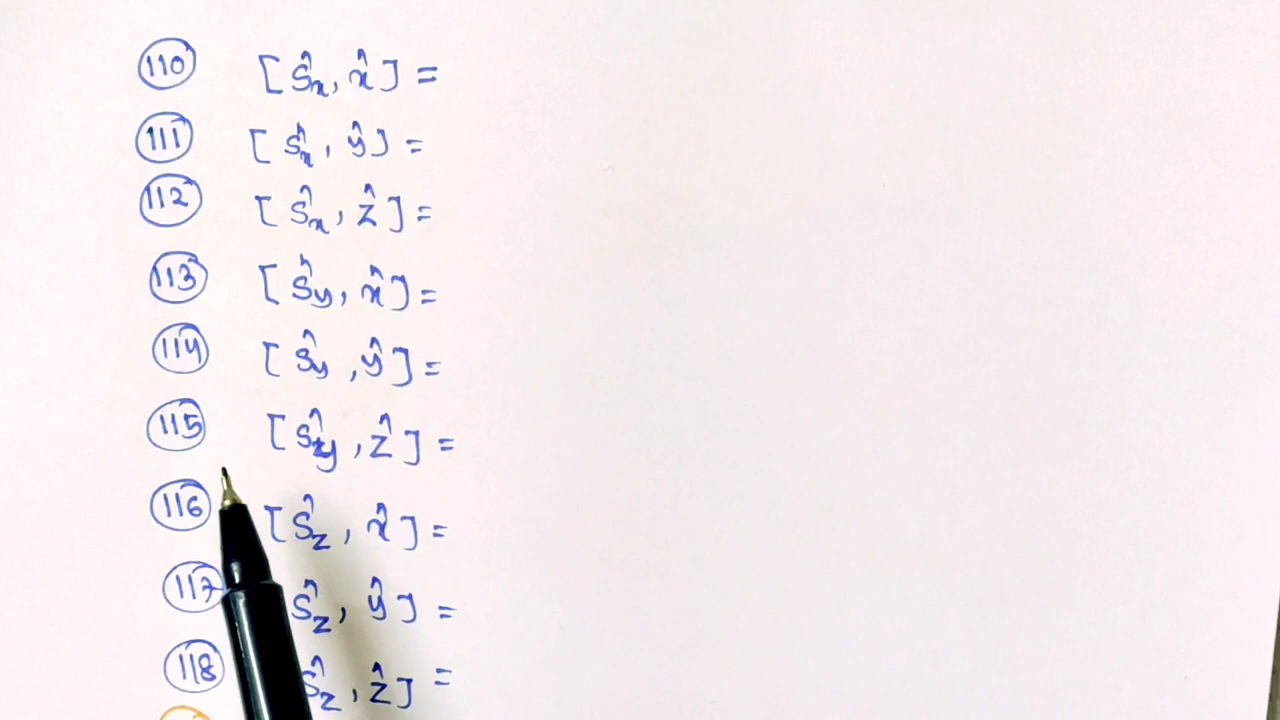 110 [Ŝx, x̂] =
111 [Ŝx, ŷ] =
112 [Ŝx, ẑ] =
113 [Ŝy, x̂] =
114 [Ŝy, ŷ] =
115 [Ŝy, ẑ] =
116 [Ŝz, x̂] =
117 Ŝz, ŷ] =
118 Ŝz, ẑ] =